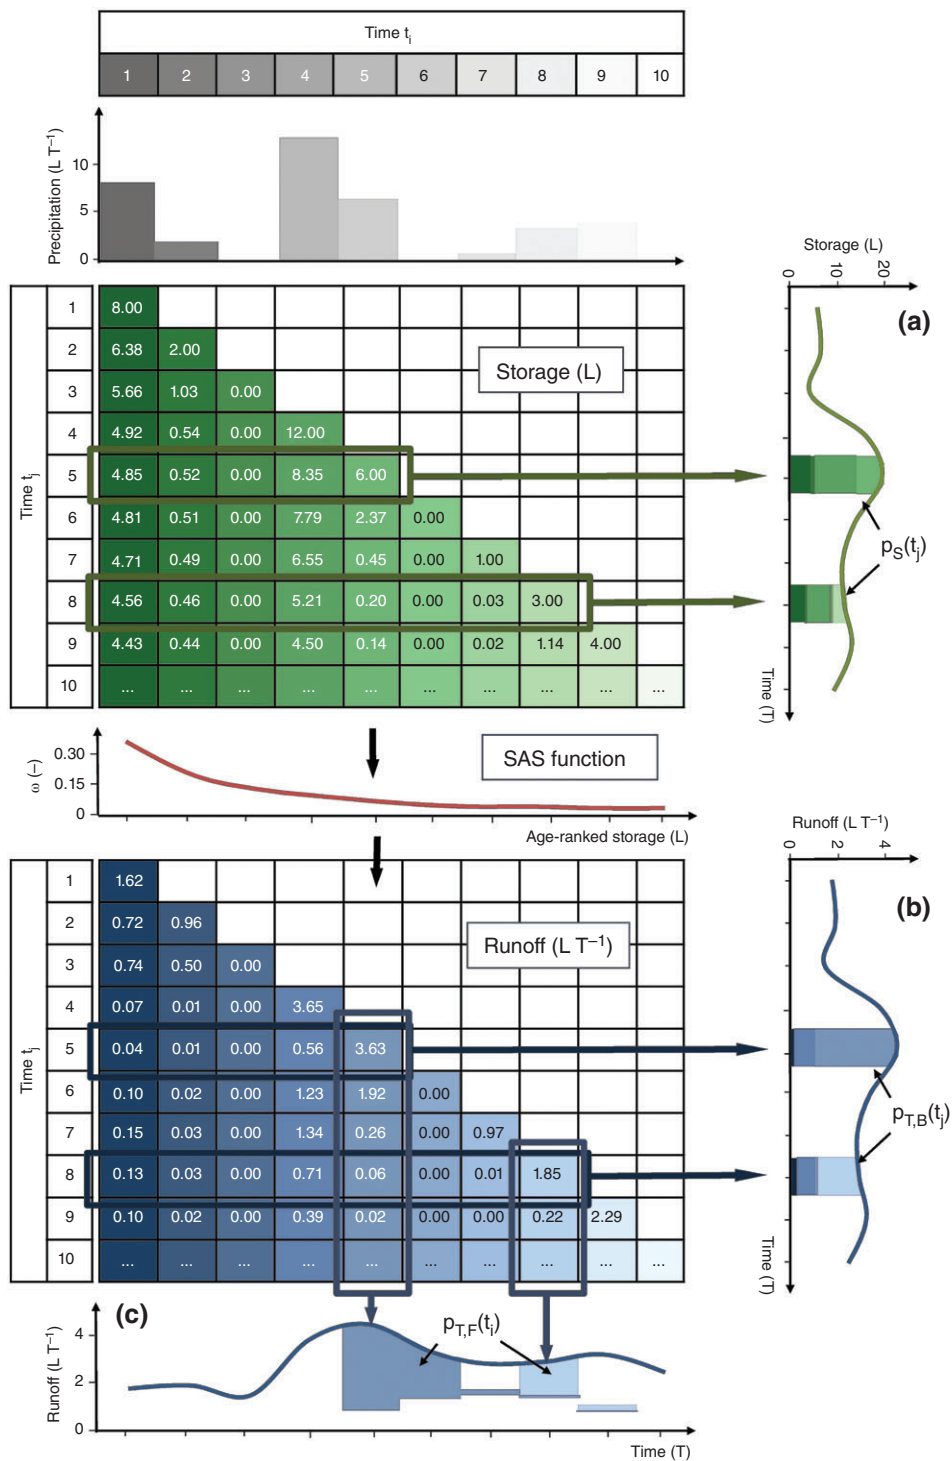 Time ti
1 2 3 4 5 6 7 8 9 10
Precipitation (L T⁻¹)
10
5
0
Storage (L)
0 10 20
(a)
Time tj
1 8.00
2 6.38 2.00
Storage (L)
3 5.66 1.03 0.00
4 4.92 0.54 0.00 12.00
5 4.85 0.52 0.00 8.35 6.00
6 4.81 0.51 0.00 7.79 2.37 0.00
7 4.71 0.49 0.00 6.55 0.45 0.00 1.00
8 4.56 0.46 0.00 5.21 0.20 0.00 0.03 3.00
9 4.43 0.44 0.00 4.50 0.14 0.00 0.02 1.14 4.00
10 ... ... ... ... ... ... ... ... ... ...
pS(tj)
Time (T)
ω (–)
0.30
0.15
0
SAS function
Age-ranked storage (L)
Runoff (L T⁻¹)
0 2 4
(b)
Time tj
1 1.62
2 0.72 0.96
Runoff (L T⁻¹)
3 0.74 0.50 0.00
4 0.07 0.01 0.00 3.65
5 0.04 0.01 0.00 0.56 3.63
6 0.10 0.02 0.00 1.23 1.92 0.00
7 0.15 0.03 0.00 1.34 0.26 0.00 0.97
8 0.13 0.03 0.00 0.71 0.06 0.00 0.01 1.85
9 0.10 0.02 0.00 0.39 0.02 0.00 0.00 0.22 2.29
10 ... ... ... ... ... ... ... ... ... ...
pT,B(tj)
Time (T)
(c)
Runoff (L T⁻¹)
4
2
0
pT,F(ti)
Time (T)